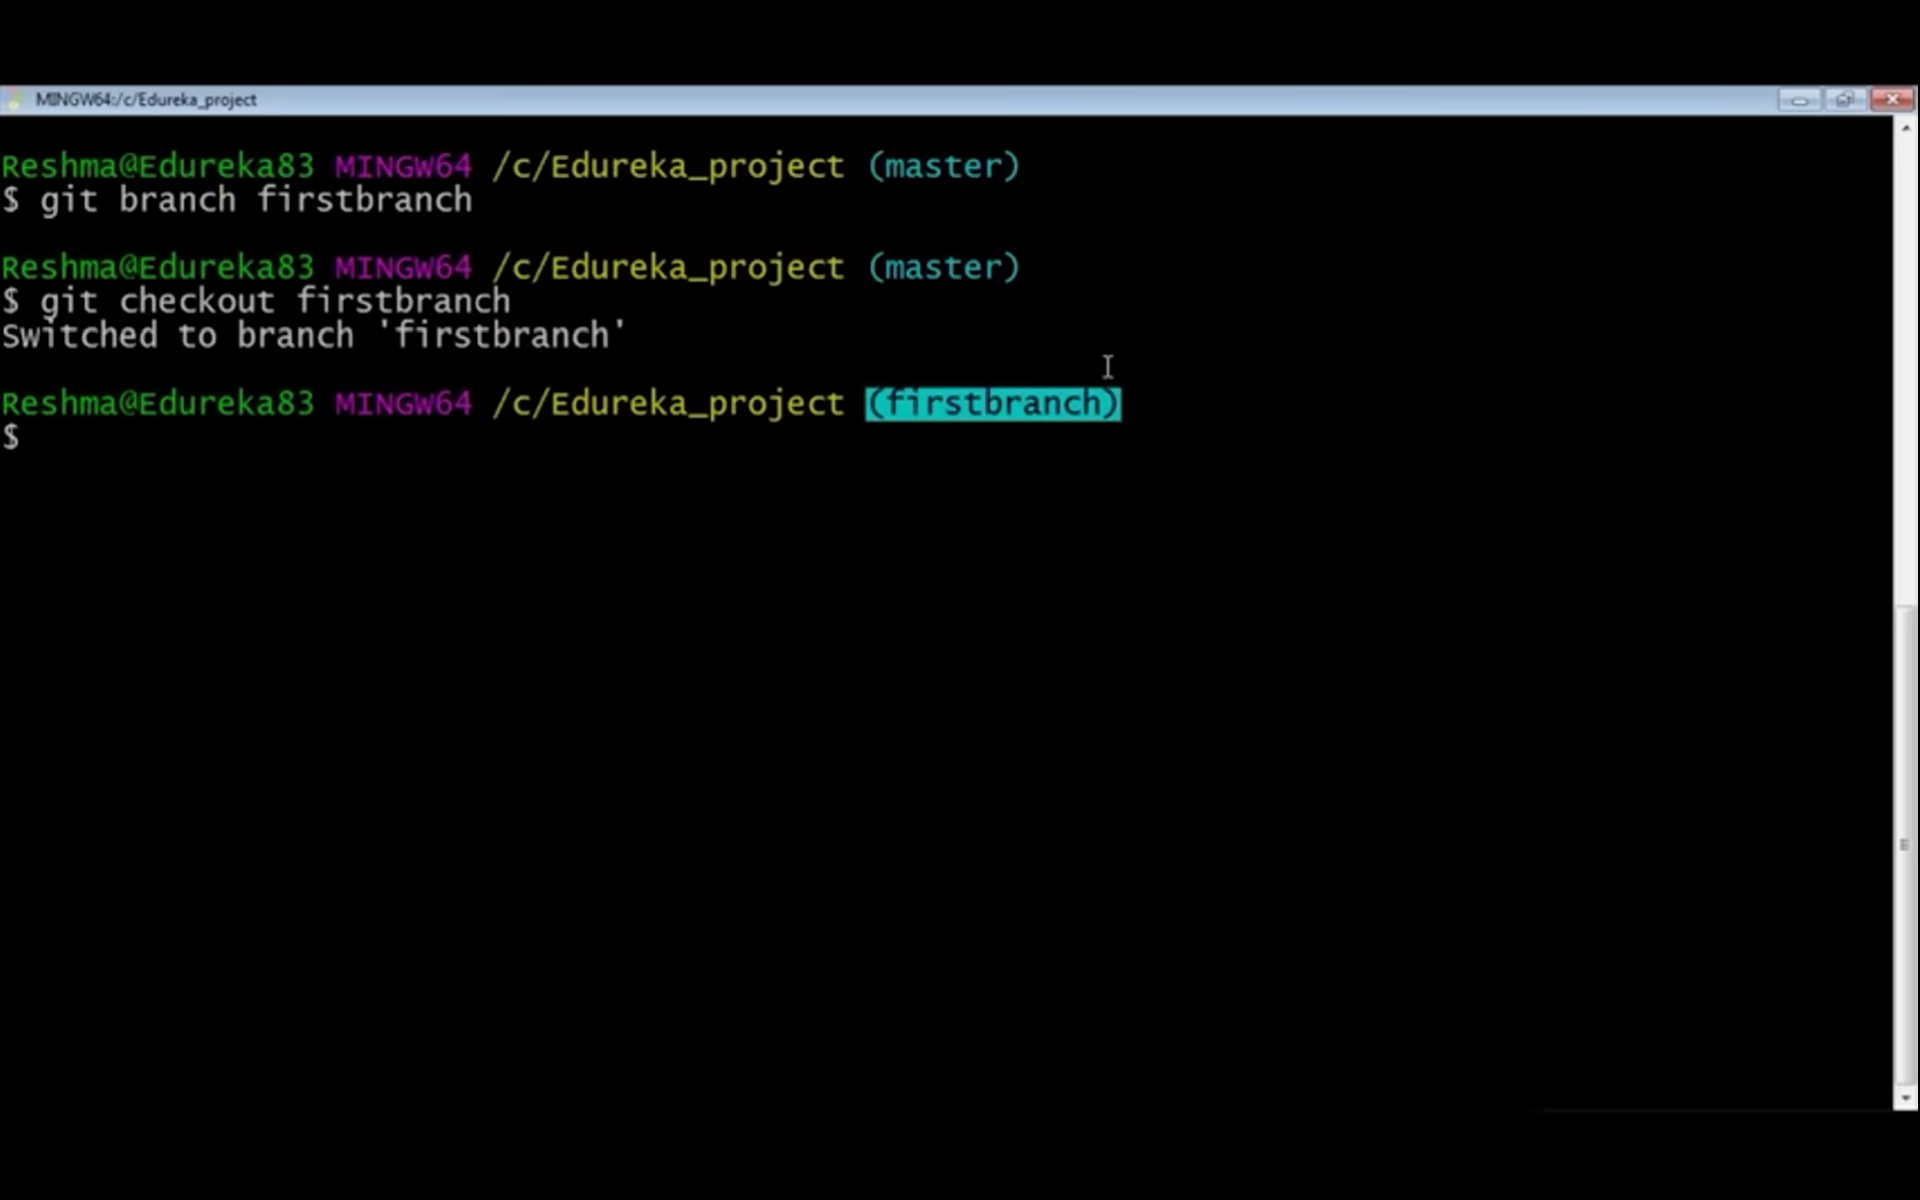 MINGW64:/c/Edureka_project
Reshma@Edureka83 MINGW64 /c/Edureka_project (master)
$ git branch firstbranch
Reshma@Edureka83 MINGW64 /c/Edureka_project (master)
$ git checkout firstbranch
Switched to branch 'firstbranch'
Reshma@Edureka83 MINGW64 /c/Edureka_project (firstbranch)
$